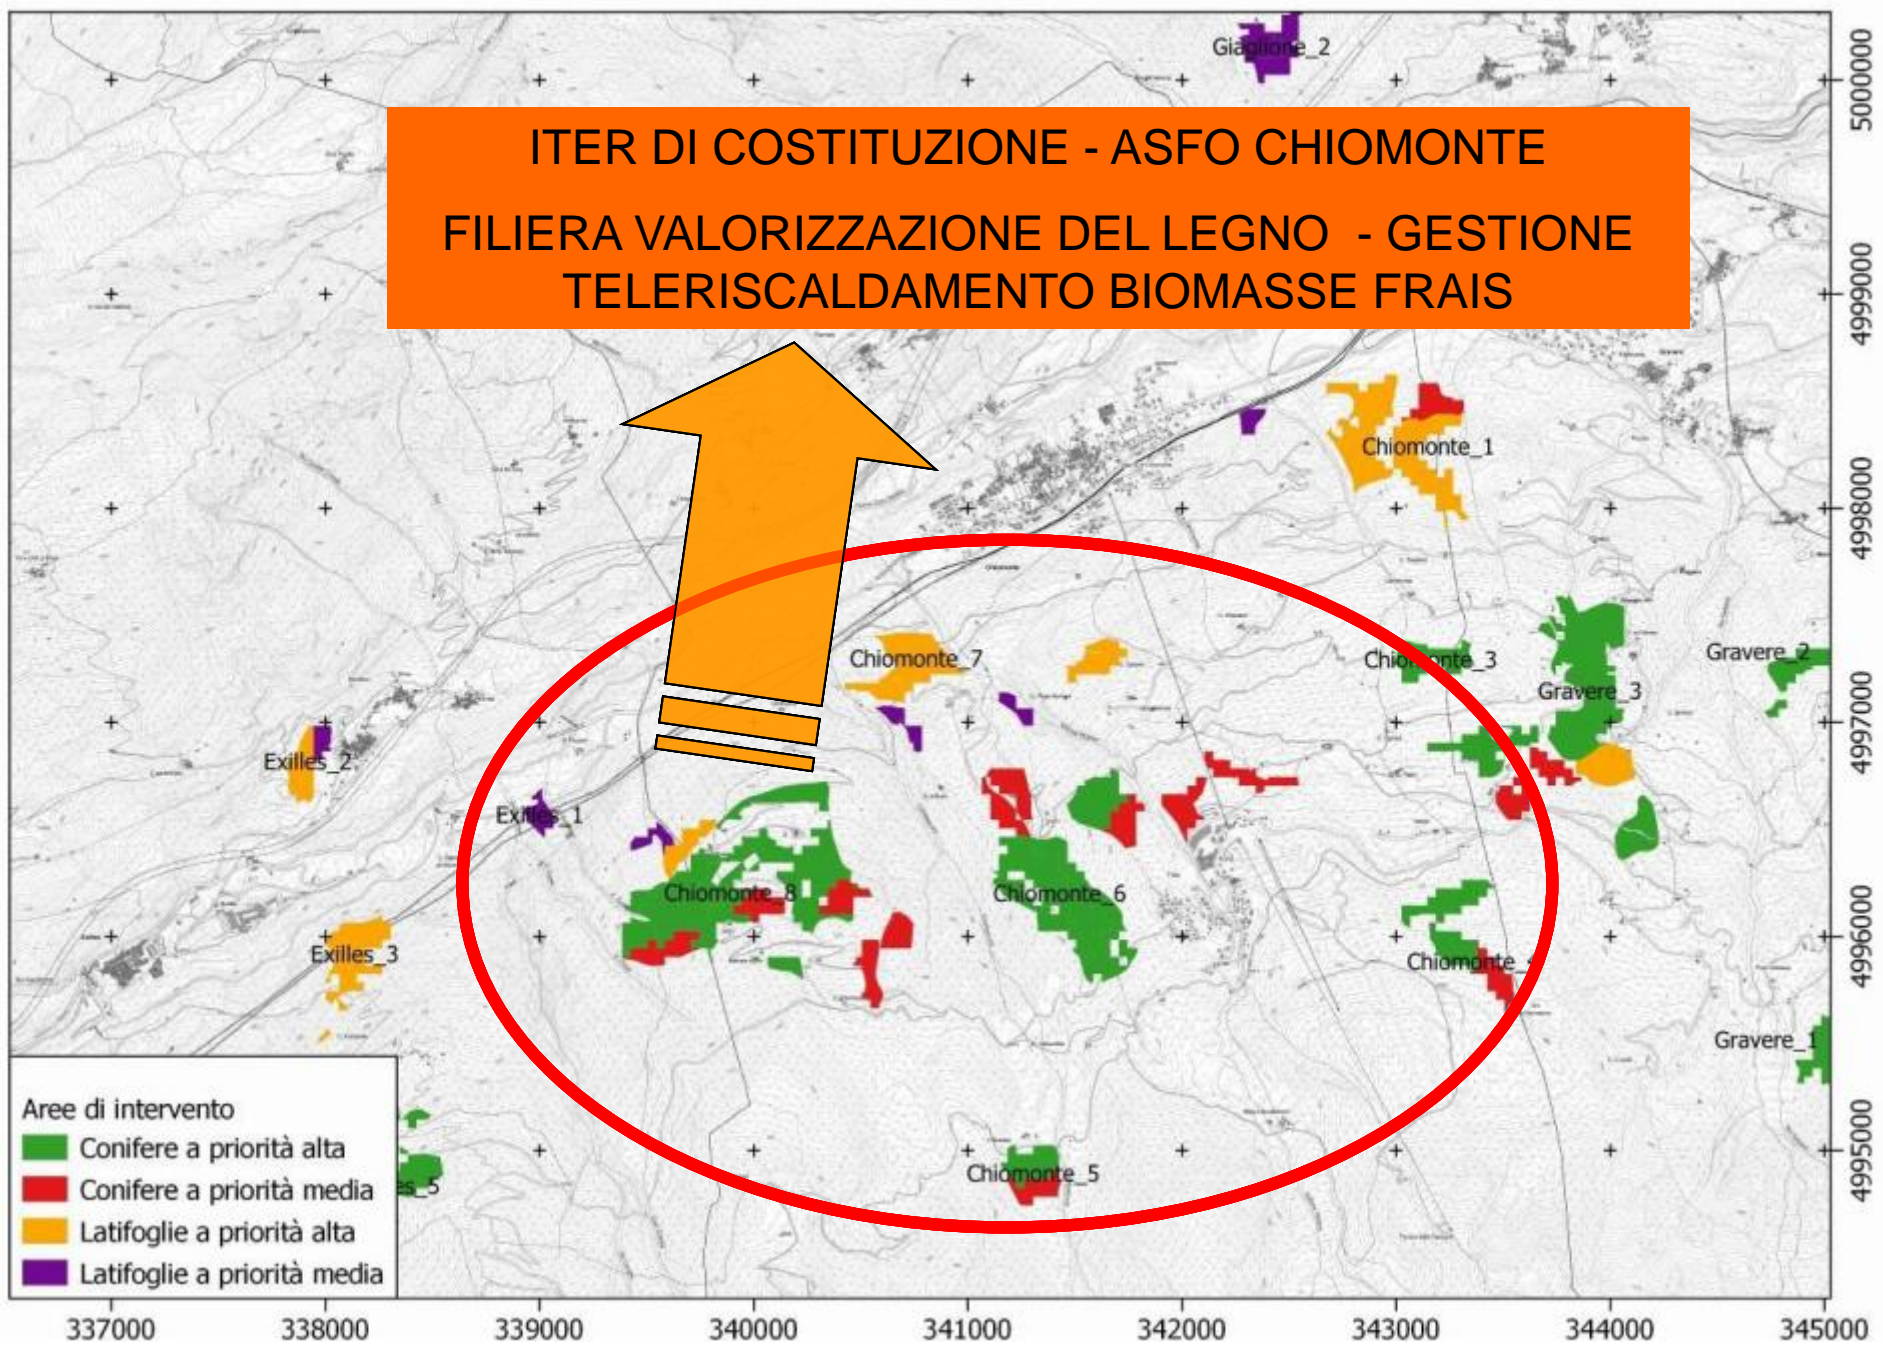 Giaglione_2
ITER DI COSTITUZIONE - ASFO CHIOMONTE
FILIERA VALORIZZAZIONE DEL LEGNO - GESTIONE
TELERISCALDAMENTO BIOMASSE FRAIS
Chiomonte_1
Chiomonte_7
Chiomonte_3
Gravere_2
Gravere_3
Exilles_2
Exilles_1
Chiomonte_8
Chiomonte_6
Exilles_3
Chiomonte_4
Gravere_1
Chiomonte_5
es_5
Aree di intervento
Conifere a priorità alta
Conifere a priorità media
Latifoglie a priorità alta
Latifoglie a priorità media
5000000
4999000
4998000
4997000
4996000
4995000
337000 338000 339000 340000 341000 342000 343000 344000 345000